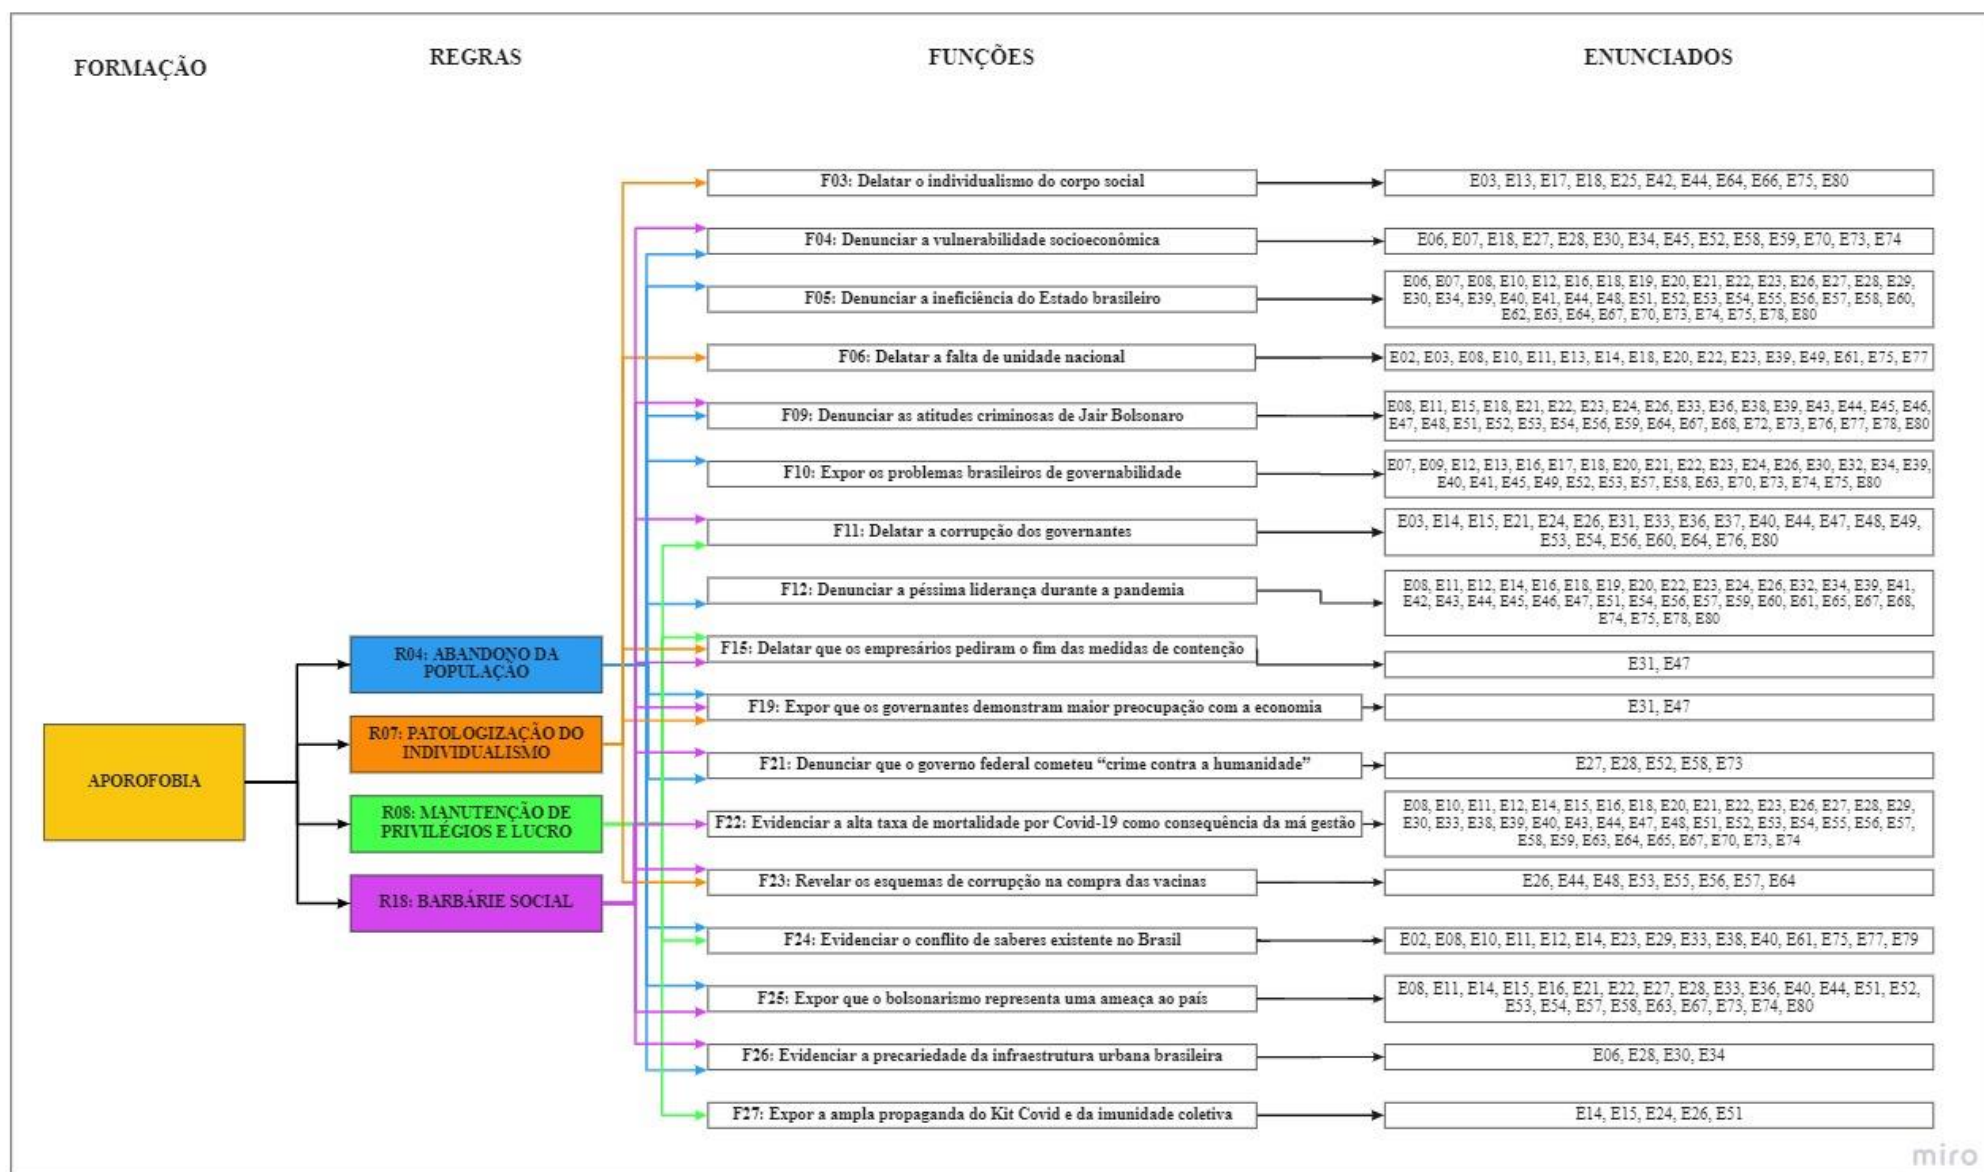 FORMAÇÃO
REGRAS
FUNÇÕES
ENUNCIADOS
APOROFOBIA
R04: ABANDONO DA
POPULAÇÃO
R07: PATOLOGIZAÇÃO DO
INDIVIDUALISMO
R08: MANUTENÇÃO DE
PRIVILÉGIOS E LUCRO
R18: BARBÁRIE SOCIAL
F03: Delatar o individualismo do corpo social
E03, E13, E17, E18, E25, E42, E44, E64, E66, E75, E80
F04: Denunciar a vulnerabilidade socioeconômica
E06, E07, E18, E27, E28, E30, E34, E45, E52, E58, E59, E70, E73, E74
F05: Denunciar a ineficiência do Estado brasileiro
E06, E07, E08, E10, E12, E16, E18, E19, E20, E21, E22, E23, E26, E27, E28, E29,
E30, E34, E39, E40, E41, E44, E48, E51, E52, E53, E54, E55, E56, E57, E58, E60,
E62, E63, E64, E67, E70, E73, E74, E75, E78, E80
F06: Delatar a falta de unidade nacional
E02, E03, E08, E10, E11, E13, E14, E18, E20, E22, E23, E39, E49, E61, E75, E77
F09: Denunciar as atitudes criminosas de Jair Bolsonaro
E08, E11, E15, E18, E21, E22, E23, E24, E26, E33, E36, E38, E39, E43, E44, E45, E46,
E47, E48, E51, E52, E53, E54, E56, E59, E64, E67, E68, E72, E73, E76, E77, E78, E80
F10: Expor os problemas brasileiros de governabilidade
E07, E09, E12, E13, E16, E17, E18, E20, E21, E22, E23, E24, E26, E30, E32, E34, E39,
E40, E41, E45, E49, E52, E53, E57, E58, E63, E70, E73, E74, E75, E80
F11: Delatar a corrupção dos governantes
E03, E14, E15, E21, E24, E26, E31, E33, E36, E37, E40, E44, E47, E48, E49,
E53, E54, E56, E60, E64, E76, E80
F12: Denunciar a péssima liderança durante a pandemia
E08, E11, E12, E14, E16, E18, E19, E20, E22, E23, E24, E26, E32, E34, E39, E41,
E42, E43, E44, E45, E46, E47, E51, E54, E56, E57, E59, E60, E61, E65, E67, E68,
E74, E75, E78, E80
F15: Delatar que os empresários pediram o fim das medidas de contenção
E31, E47
F19: Expor que os governantes demonstram maior preocupação com a economia
E31, E47
F21: Denunciar que o governo federal cometeu “crime contra a humanidade”
E27, E28, E52, E58, E73
F22: Evidenciar a alta taxa de mortalidade por Covid-19 como consequência da má gestão
E08, E10, E11, E12, E14, E15, E16, E18, E20, E21, E22, E23, E26, E27, E28, E29,
E30, E33, E38, E39, E40, E43, E44, E47, E48, E51, E52, E53, E54, E55, E56, E57,
E58, E59, E63, E64, E65, E67, E70, E73, E74
F23: Revelar os esquemas de corrupção na compra das vacinas
E26, E44, E48, E53, E55, E56, E57, E64
F24: Evidenciar o conflito de saberes existente no Brasil
E02, E08, E10, E11, E12, E14, E23, E29, E33, E38, E40, E61, E75, E77, E79
F25: Expor que o bolsonarismo representa uma ameaça ao país
E08, E11, E14, E15, E16, E21, E22, E27, E28, E33, E36, E40, E44, E51, E52,
E53, E54, E57, E58, E63, E67, E73, E74, E80
F26: Evidenciar a precariedade da infraestrutura urbana brasileira
E06, E28, E30, E34
F27: Expor a ampla propaganda do Kit Covid e da imunidade coletiva
E14, E15, E24, E26, E51
miro